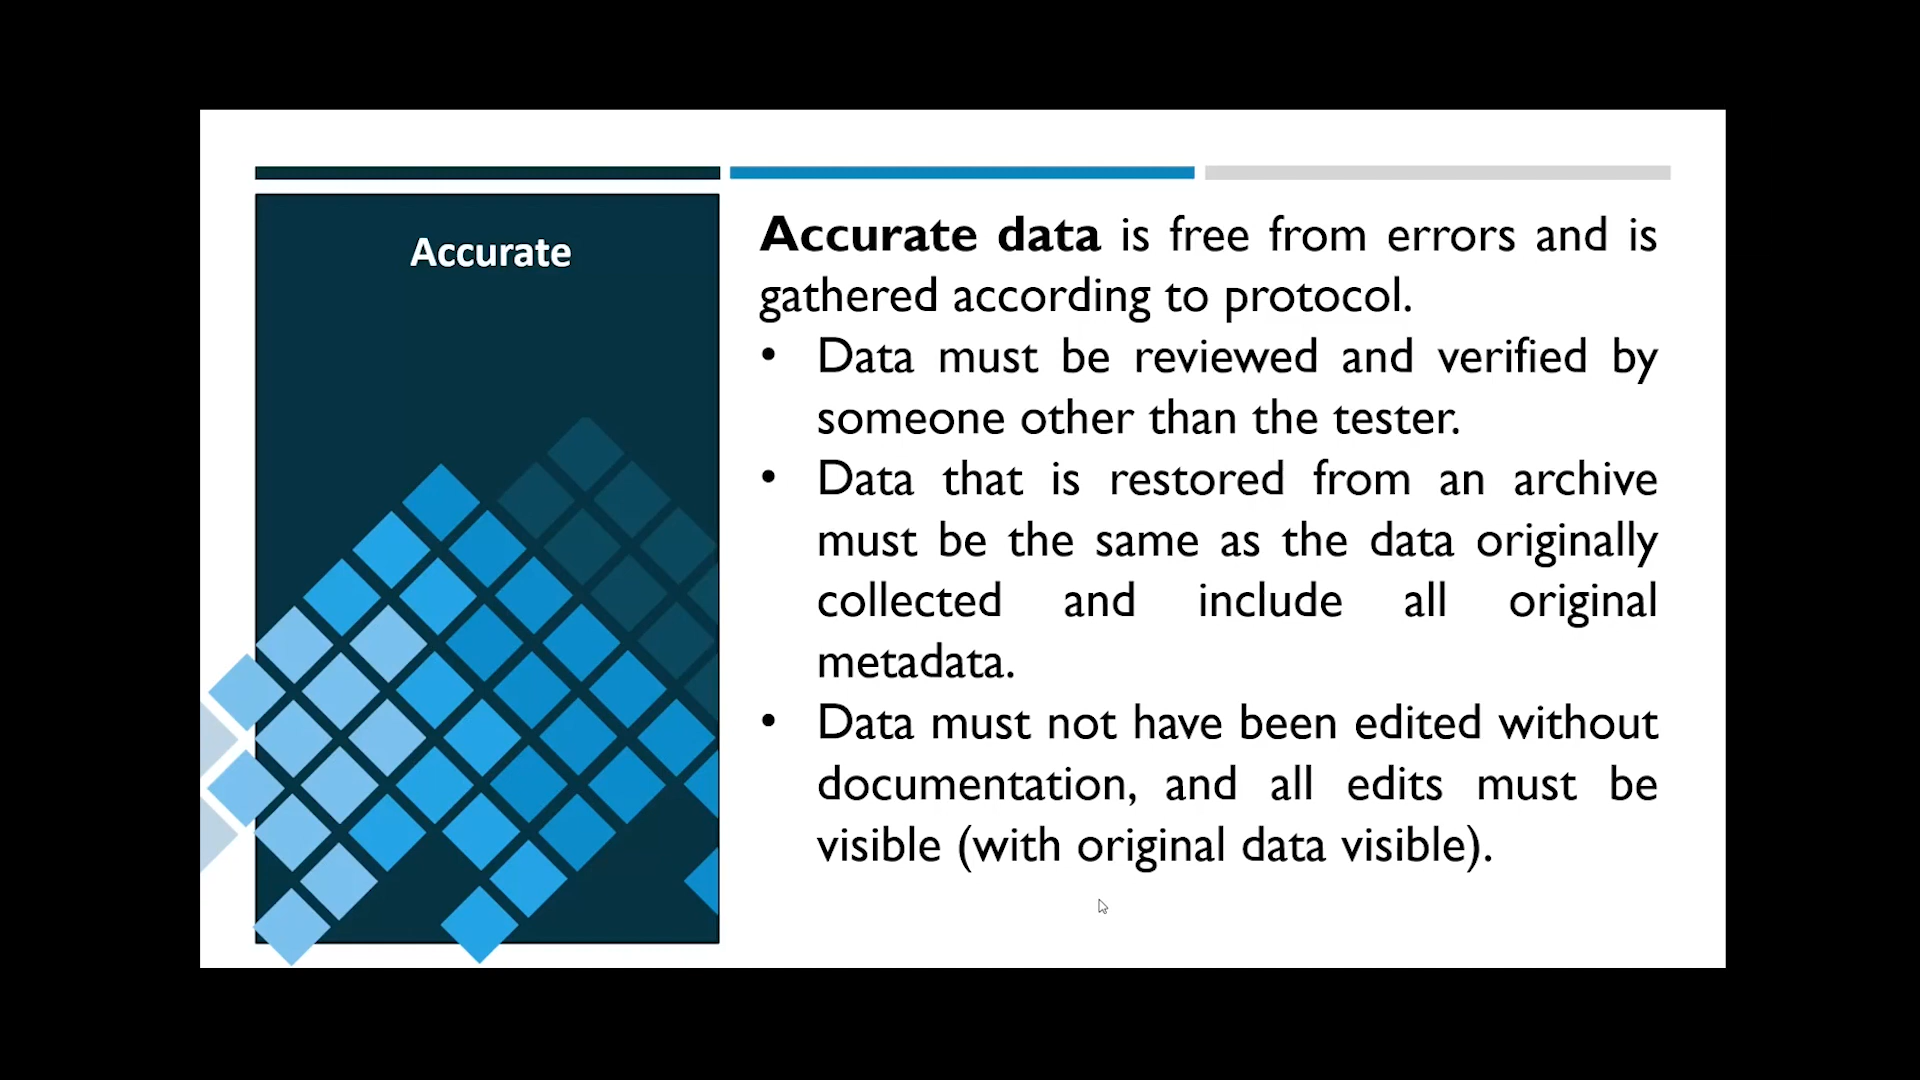 Accurate
Accurate data is free from errors and is
gathered according to protocol.
• Data must be reviewed and verified by
someone other than the tester.
• Data that is restored from an archive
must be the same as the data originally
collected and include all original
metadata.
• Data must not have been edited without
documentation, and all edits must be
visible (with original data visible).